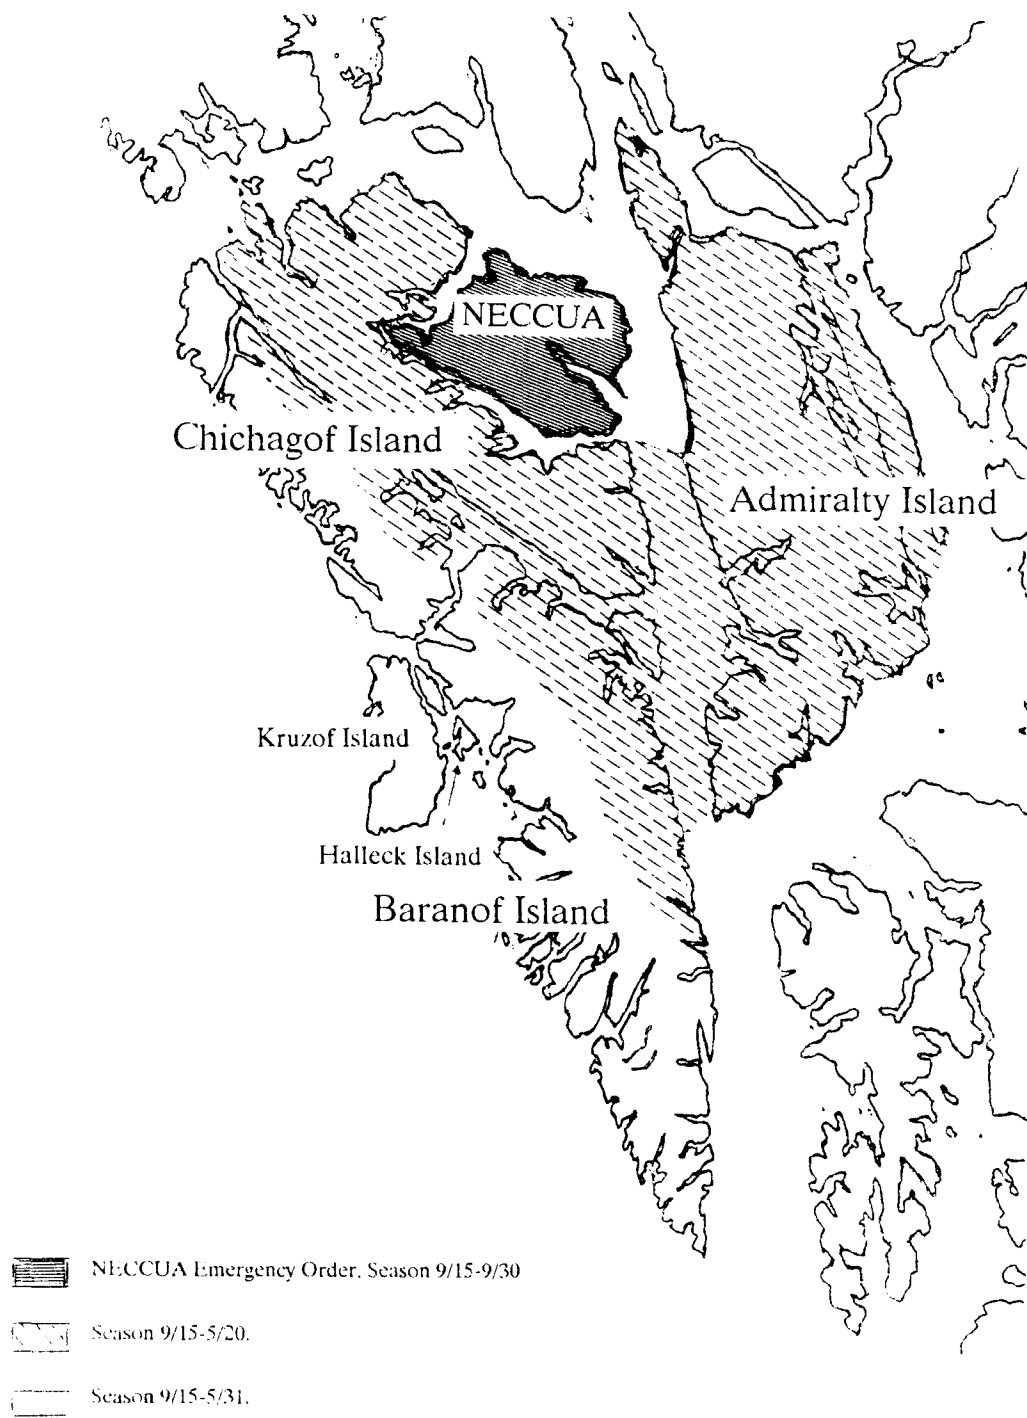 NECCUA
Chichagof Island
Admiralty Island
Kruzof Island
Halleck Island
Baranof Island
NECCUA Emergency Order. Season 9/15-9/30
Season 9/15-5/20.
Season 9/15-5/31.